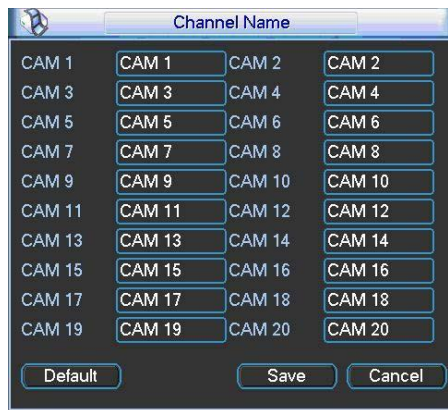 Channel Name
CAM 1 CAM 1 CAM 2 CAM 2
CAM 3 CAM 3 CAM 4 CAM 4
CAM 5 CAM 5 CAM 6 CAM 6
CAM 7 CAM 7 CAM 8 CAM 8
CAM 9 CAM 9 CAM 10 CAM 10
CAM 11 CAM 11 CAM 12 CAM 12
CAM 13 CAM 13 CAM 14 CAM 14
CAM 15 CAM 15 CAM 16 CAM 16
CAM 17 CAM 17 CAM 18 CAM 18
CAM 19 CAM 19 CAM 20 CAM 20
Default Save Cancel